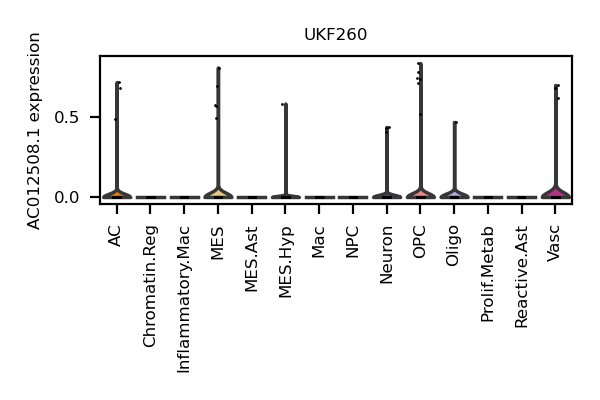 UKF260
AC012508.1 expression
0.5
0.0
AC
Chromatin.Reg
Inflammatory.Mac
MES
MES.Ast
MES.Hyp
Mac
NPC
Neuron
OPC
Oligo
Prolif.Metab
Reactive.Ast
Vasc